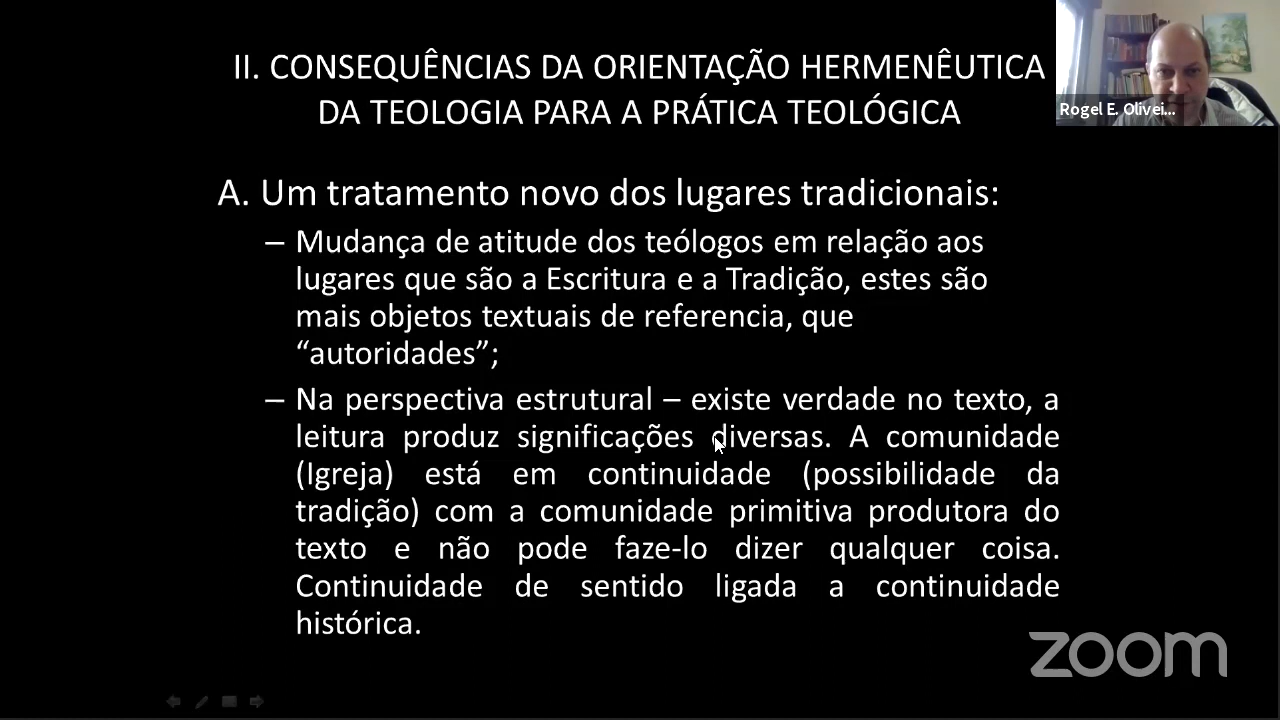 II. CONSEQUÊNCIAS DA ORIENTAÇÃO HERMENÊUTICA
DA TEOLOGIA PARA A PRÁTICA TEOLÓGICA
Rogel E. Olivei...
A. Um tratamento novo dos lugares tradicionais:
– Mudança de atitude dos teólogos em relação aos
lugares que são a Escritura e a Tradição, estes são
mais objetos textuais de referencia, que
“autoridades”;
– Na perspectiva estrutural – existe verdade no texto, a
leitura produz significações diversas. A comunidade
(Igreja) está em continuidade (possibilidade da
tradição) com a comunidade primitiva produtora do
texto e não pode faze-lo dizer qualquer coisa.
Continuidade de sentido ligada a continuidade
histórica.
zoom